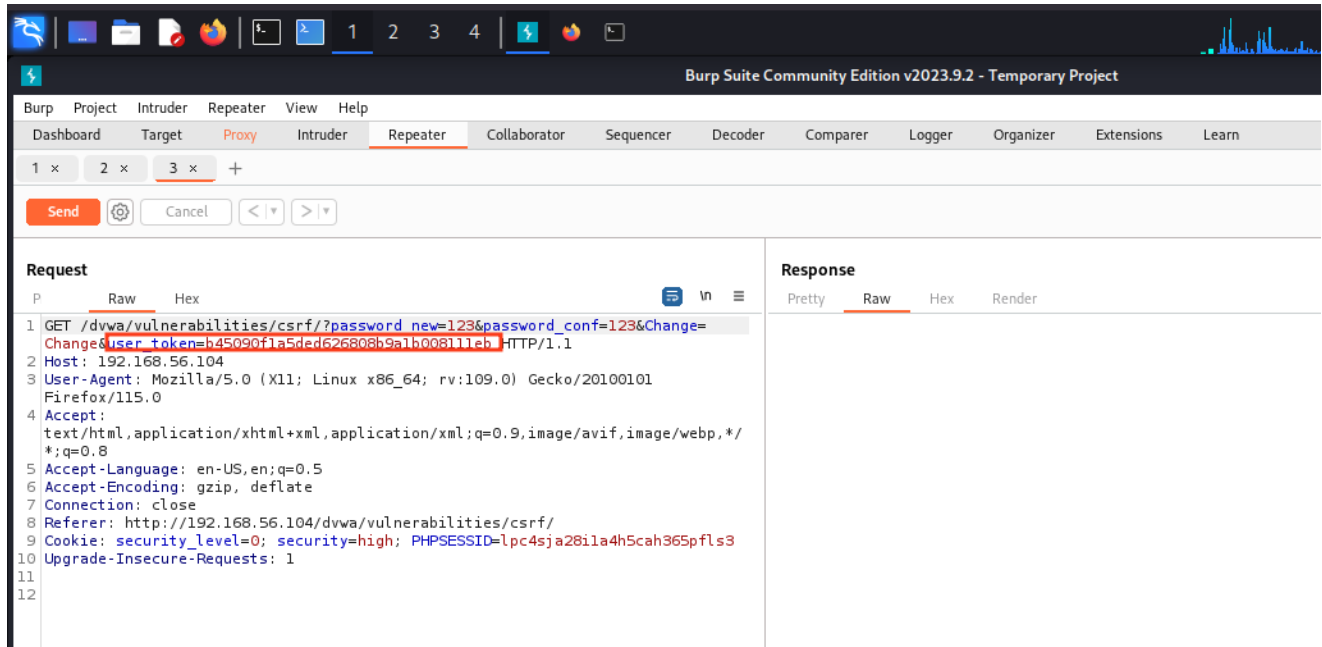 1 2 3 4
Burp Suite Community Edition v2023.9.2 - Temporary Project
Burp Project Intruder Repeater View Help
Dashboard Target Proxy Intruder Repeater Collaborator Sequencer Decoder Comparer Logger Organizer Extensions Learn
1 × 2 × 3 × +
Send Cancel < >
Request
P Raw Hex \n
1 GET /dvwa/vulnerabilities/csrf/?password_new=123&password_conf=123&Change=
Change&user_token=b45090f1a5ded626808b9a1b008111eb HTTP/1.1
2 Host: 192.168.56.104
3 User-Agent: Mozilla/5.0 (X11; Linux x86_64; rv:109.0) Gecko/20100101
Firefox/115.0
4 Accept:
text/html,application/xhtml+xml,application/xml;q=0.9,image/avif,image/webp,*/
*;q=0.8
5 Accept-Language: en-US,en;q=0.5
6 Accept-Encoding: gzip, deflate
7 Connection: close
8 Referer: http://192.168.56.104/dvwa/vulnerabilities/csrf/
9 Cookie: security_level=0; security=high; PHPSESSID=lpc4sja28i1a4h5cah365pfls3
10 Upgrade-Insecure-Requests: 1
11
12
Response
Pretty Raw Hex Render